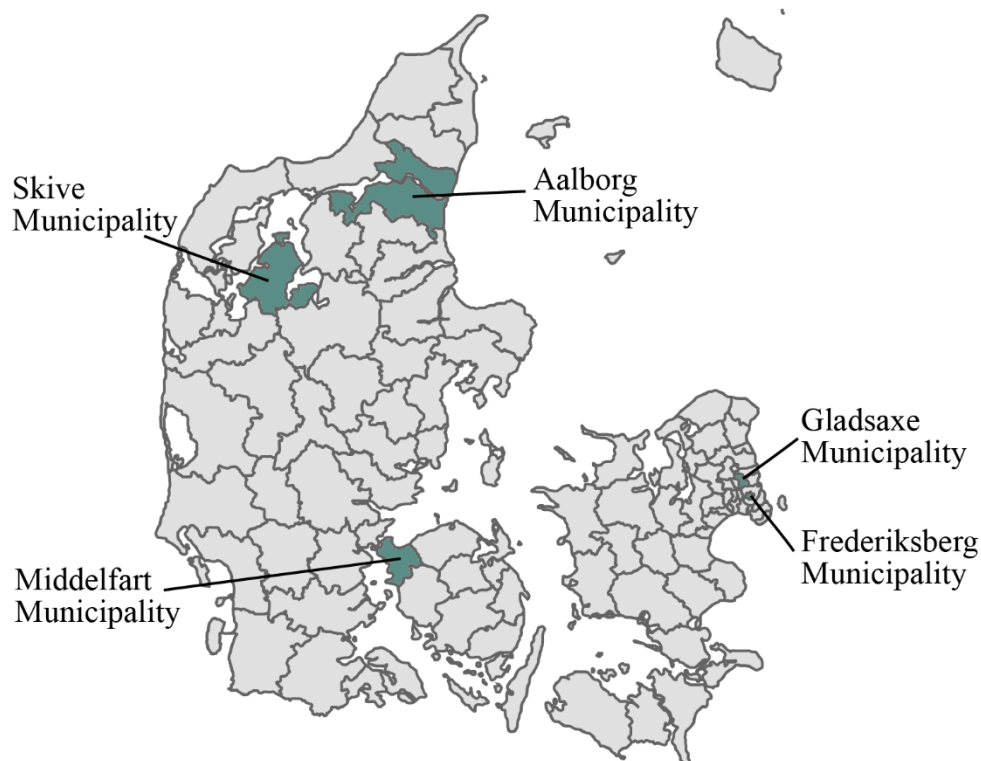 Skive
Municipality
Aalborg
Municipality
Gladsaxe
Municipality
Frederiksberg
Municipality
Middelfart
Municipality